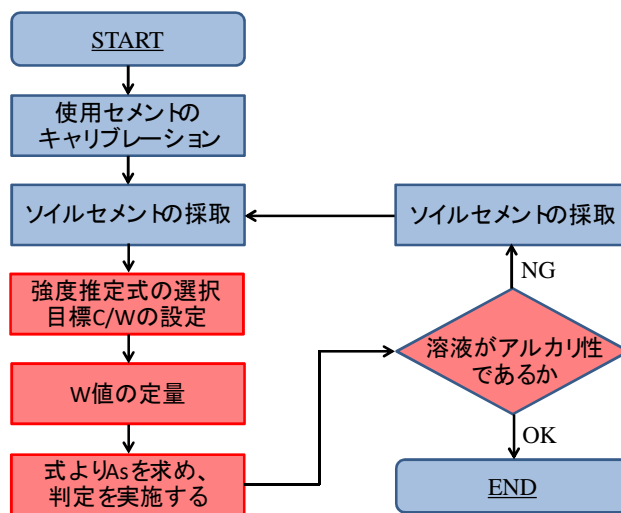 START
使用セメントの
キャリブレーション
ソイルセメントの採取
強度推定式の選択
目標C/Wの設定
W値の定量
式よりAsを求め、
判定を実施する
ソイルセメントの採取
NG
溶液がアルカリ性
であるか
OK
END